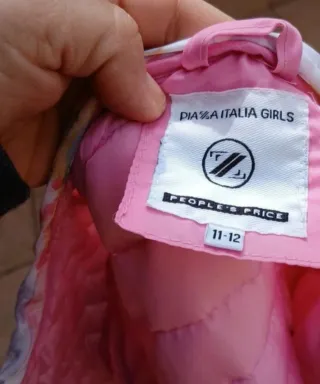 PIAZZA ITALIA GIRLS
PEOPLE'S PRICE
11-12